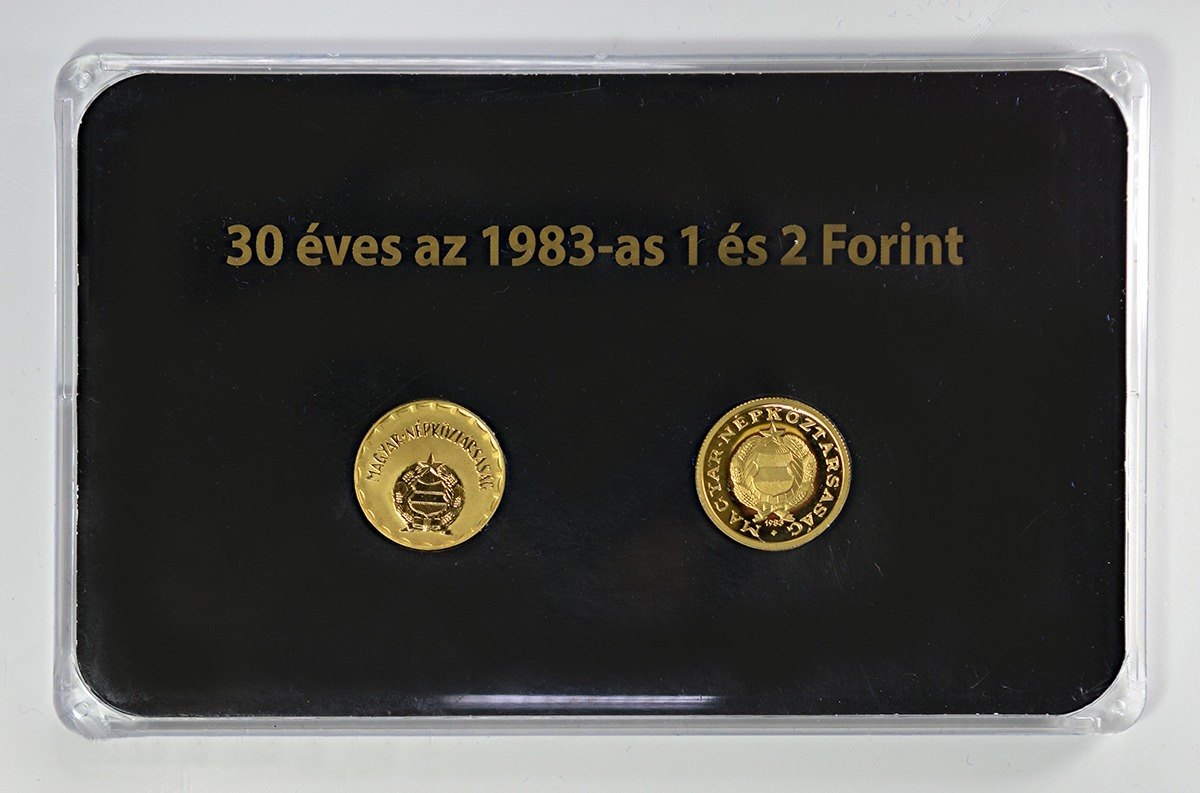 30 éves az 1983-as 1 és 2 Forint
MAGYAR·NÉPKÖZTÁRSASÁG
MAGYAR·NÉPKÖZTÁRSASÁG
1983